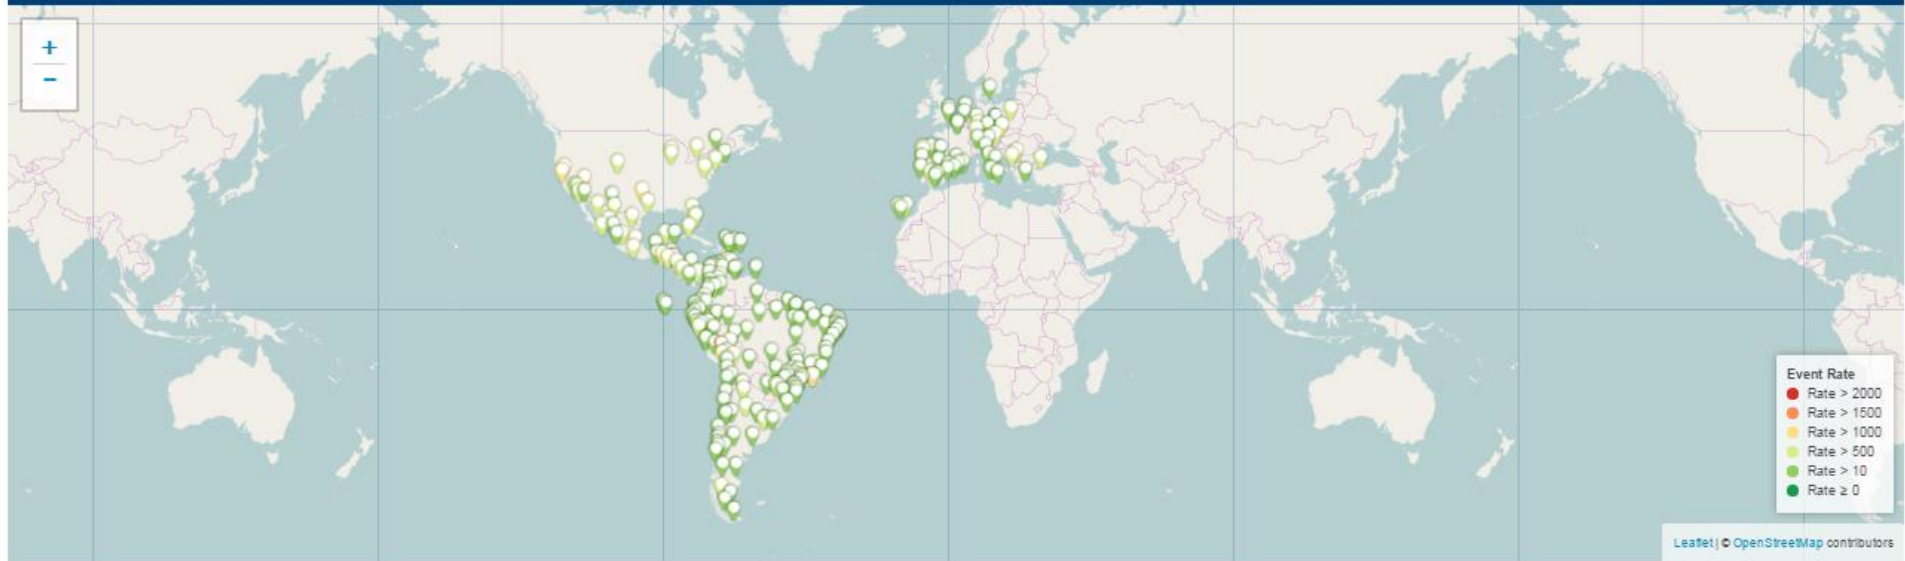 +
−
Event Rate
Rate > 2000
Rate > 1500
Rate > 1000
Rate > 500
Rate > 10
Rate ≥ 0
Leaflet | © OpenStreetMap contributors